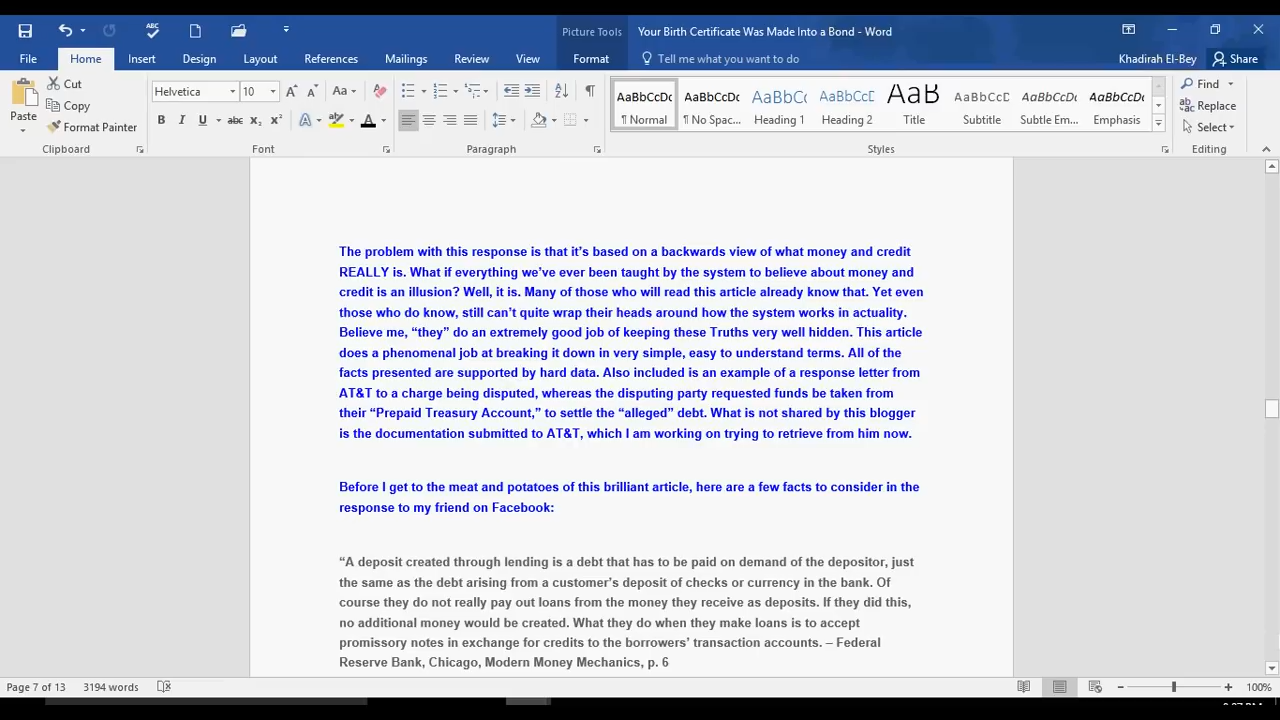 ABC
Picture Tools
Your Birth Certificate Was Made Into a Bond - Word
File Home Insert Design Layout References Mailings Review View Format Tell me what you want to do Khadirah El-Bey Share
Paste
Cut
Copy
Format Painter
Clipboard
Helvetica 10 Aa
B I U abc X₂ X² A A
Font
Paragraph
AaBbCcDc AaBbCcDc AaBbCc AaBbCcD AaB AaBbCcD AaBbCcDc AaBbCcDc
¶ Normal ¶ No Spac... Heading 1 Heading 2 Title Subtitle Subtle Em... Emphasis
Styles
Find
Replace
Select
Editing
The problem with this response is that it’s based on a backwards view of what money and credit
REALLY is. What if everything we’ve ever been taught by the system to believe about money and
credit is an illusion? Well, it is. Many of those who will read this article already know that. Yet even
those who do know, still can’t quite wrap their heads around how the system works in actuality.
Believe me, “they” do an extremely good job of keeping these Truths very well hidden. This article
does a phenomenal job at breaking it down in very simple, easy to understand terms. All of the
facts presented are supported by hard data. Also included is an example of a response letter from
AT&T to a charge being disputed, whereas the disputing party requested funds be taken from
their “Prepaid Treasury Account,” to settle the “alleged” debt. What is not shared by this blogger
is the documentation submitted to AT&T, which I am working on trying to retrieve from him now.
Before I get to the meat and potatoes of this brilliant article, here are a few facts to consider in the
response to my friend on Facebook:
“A deposit created through lending is a debt that has to be paid on demand of the depositor, just
the same as the debt arising from a customer’s deposit of checks or currency in the bank. Of
course they do not really pay out loans from the money they receive as deposits. If they did this,
no additional money would be created. What they do when they make loans is to accept
promissory notes in exchange for credits to the borrowers’ transaction accounts. – Federal
Reserve Bank, Chicago, Modern Money Mechanics, p. 6
Page 7 of 13 3194 words 100%